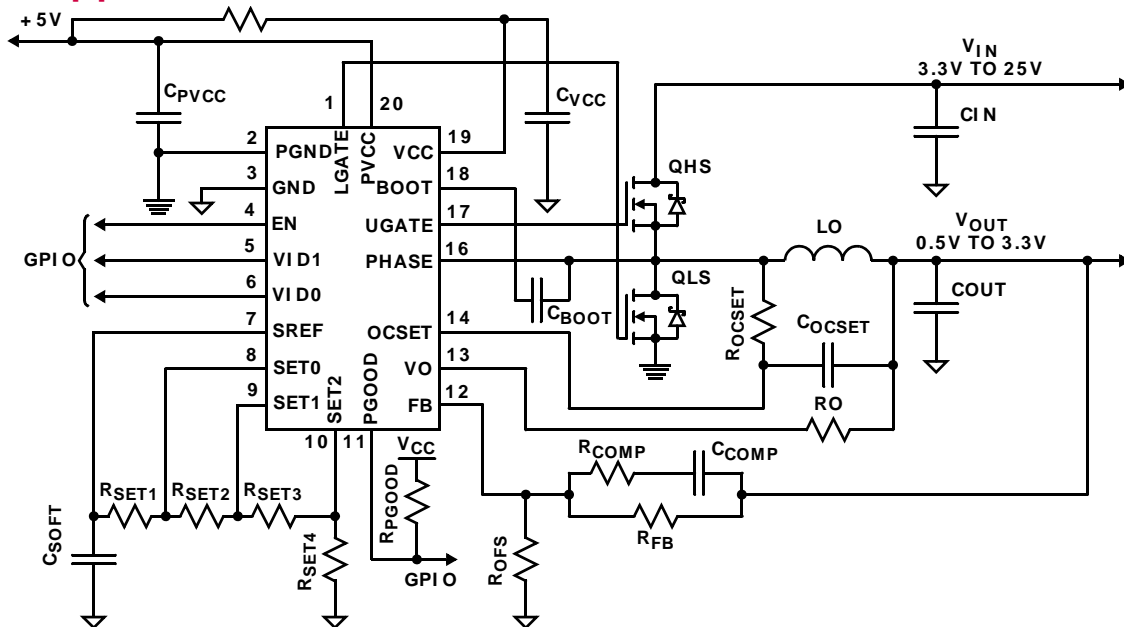 +5V
VIN
3.3V TO 25V
CPVCC
1
20
CVCC
CIN
2
PGND
LGATE
PVCC
VCC
19
3
GND
BOOT
18
QHS
4
EN
UGATE
17
LO
VOUT
0.5V TO 3.3V
GPIO
5
VID1
PHASE
16
QLS
6
VID0
CBOOT
ROCSET
COCSET
COUT
7
SREF
OCSET
14
8
SET0
VO
13
9
SET1
SET2
PGOOD
FB
12
RO
10
11
VCC
RCOMP
CCOMP
RSET1
RSET2
RSET3
RPGOOD
RFB
CSOFT
RSET4
GPIO
ROFS